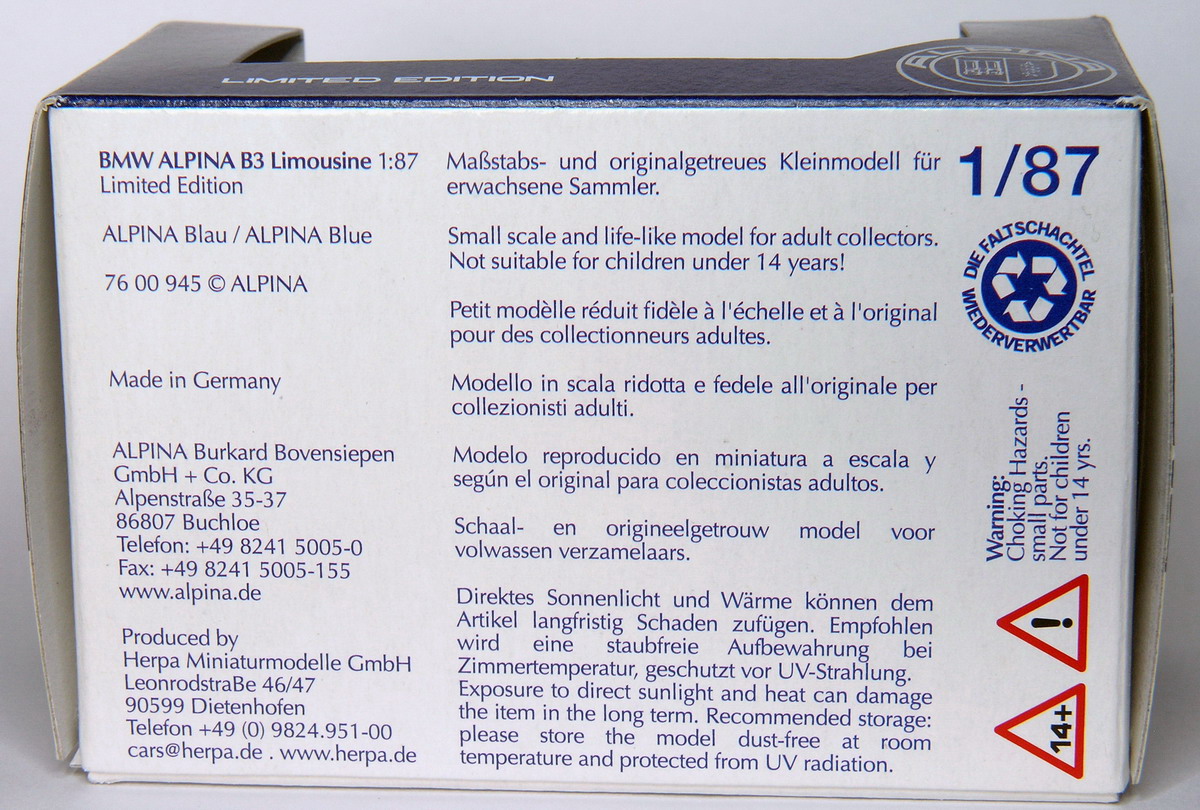 LIMITED EDITION
ALPINA
BMW ALPINA B3 Limousine 1:87
Limited Edition
ALPINA Blau / ALPINA Blue
76 00 945 © ALPINA
Made in Germany
ALPINA Burkard Bovensiepen
GmbH + Co. KG
Alpenstraße 35-37
86807 Buchloe
Telefon: +49 8241 5005-0
Fax: +49 8241 5005-155
www.alpina.de
Produced by
Herpa Miniaturmodelle GmbH
LeonrodstraBe 46/47
90599 Dietenhofen
Telefon +49 (0) 9824.951-00
cars@herpa.de . www.herpa.de
Maßstabs- und originalgetreues Kleinmodell für
erwachsene Sammler.
Small scale and life-like model for adult collectors.
Not suitable for children under 14 years!
Petit modèlle réduit fidèle à l'échelle et à l'original
pour des collectionneurs adultes.
Modello in scala ridotta e fedele all'originale per
collezionisti adulti.
Modelo reproducido en miniatura a escala y
según el original para coleccionistas adultos.
Schaal- en origineelgetrouw model voor
volwassen verzamelaars.
Direktes Sonnenlicht und Wärme können dem
Artikel langfristig Schaden zufügen. Empfohlen
wird eine staubfreie Aufbewahrung bei
Zimmertemperatur, geschutzt vor UV-Strahlung.
Exposure to direct sunlight and heat can damage
the item in the long term. Recommended storage:
please store the model dust-free at room
temperature and protected from UV radiation.
1/87
DIE FALTSCHACHTEL
WIEDERVERWERTBAR
Warning:
Choking Hazards -
small parts.
Not for children
under 14 yrs.
!
14+